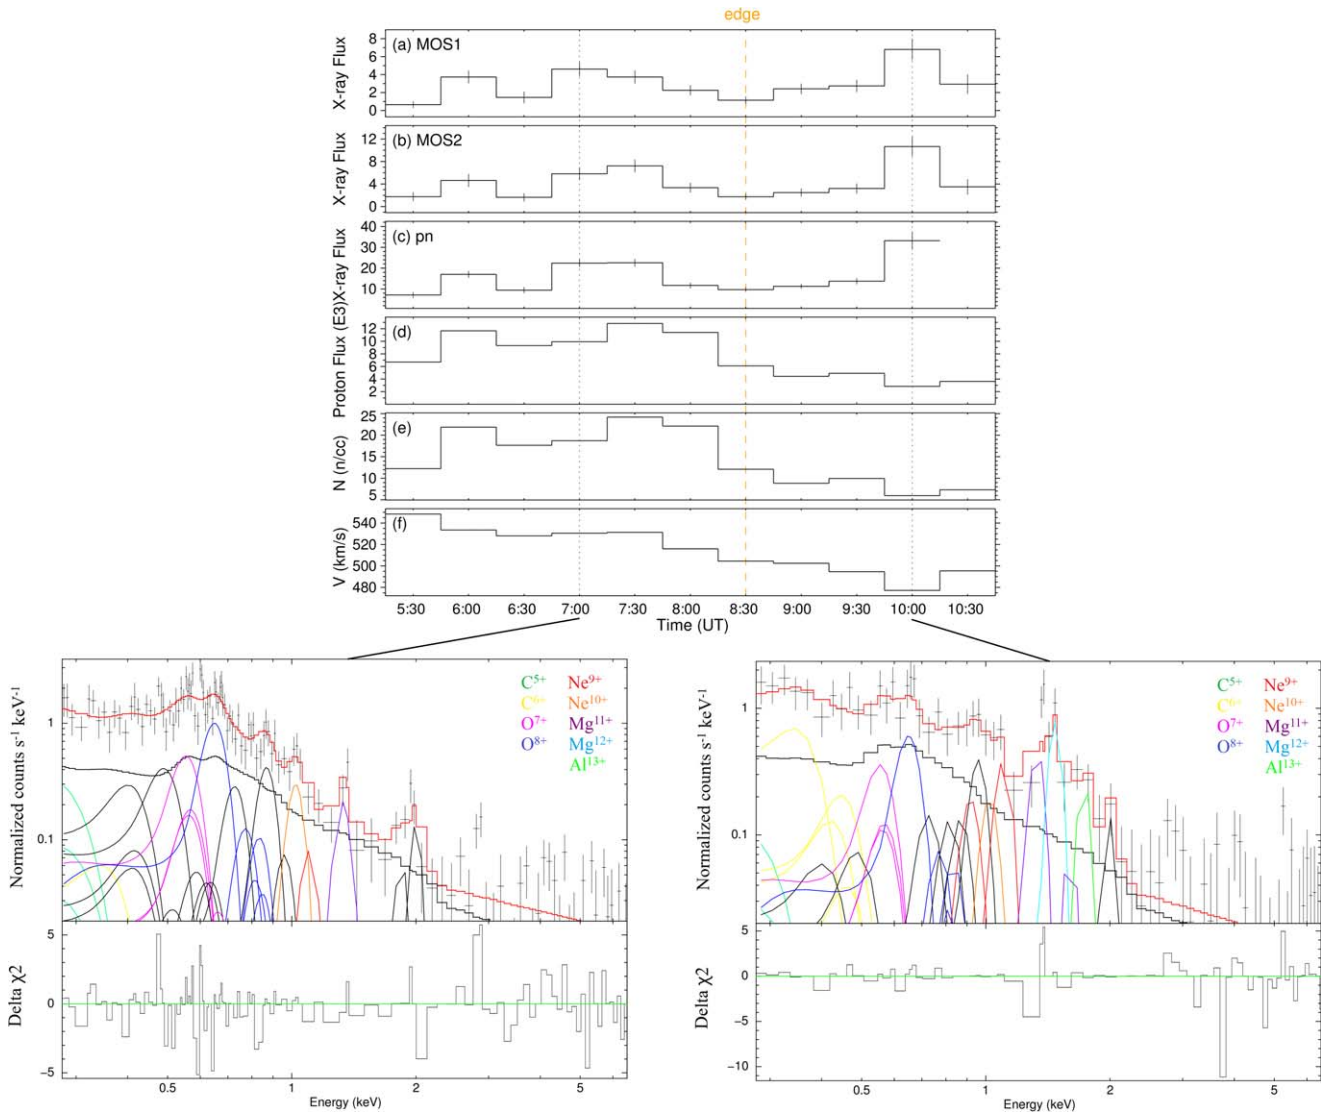 edge
(a) MOS1
X-ray Flux
8
6
4
2
0
(b) MOS2
X-ray Flux
12
8
4
0
(c) pn
X-ray Flux
40
30
20
10
(d)
Proton Flux (E3)
12
10
8
6
4
2
(e)
N (n/cc)
25
20
15
10
5
(f)
V (km/s)
540
520
500
480
5:30 6:00 6:30 7:00 7:30 8:00 8:30 9:00 9:30 10:00 10:30
Time (UT)
Normalized counts s⁻¹ keV⁻¹
1
0.1
C⁵⁺ Ne⁹⁺
C⁶⁺ Ne¹⁰⁺
O⁷⁺ Mg¹¹⁺
O⁸⁺ Mg¹²⁺
Al¹³⁺
Delta χ2
5
0
−5
0.5 1 2 5
Energy (keV)
Normalized counts s⁻¹ keV⁻¹
1
0.1
C⁵⁺ Ne⁹⁺
C⁶⁺ Ne¹⁰⁺
O⁷⁺ Mg¹¹⁺
O⁸⁺ Mg¹²⁺
Al¹³⁺
Delta χ2
5
0
−5
−10
0.5 1 2 5
Energy (keV)